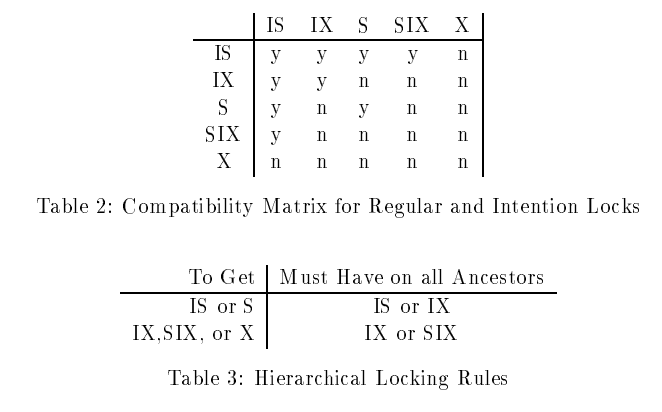 IS IX S SIX X
IS y y y y n
IX y y n n n
S y n y n n
SIX y n n n n
X n n n n n
Table 2: Compatibility Matrix for Regular and Intention Locks
To Get Must Have on all Ancestors
IS or S IS or IX
IX,SIX, or X IX or SIX
Table 3: Hierarchical Locking Rules